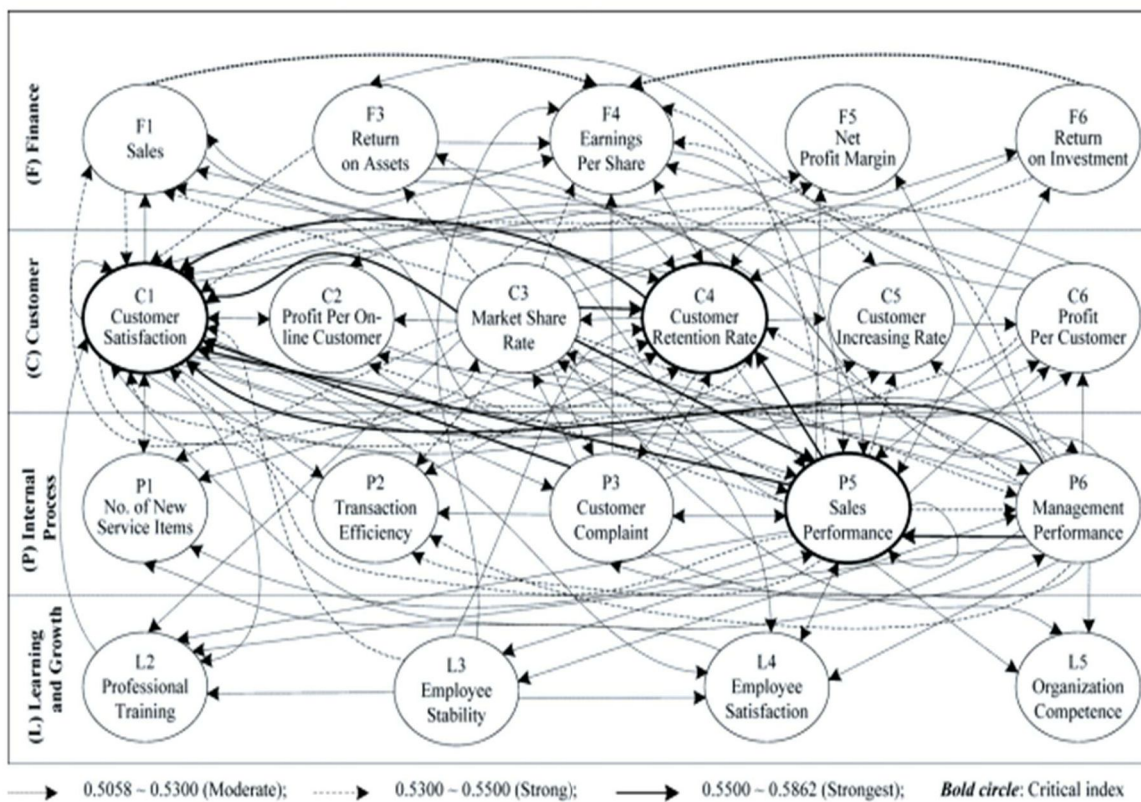 (F) Finance
F1
Sales
F3
Return
on Assets
F4
Earnings
Per Share
F5
Net
Profit Margin
F6
Return
on Investment
(C) Customer
C1
Customer
Satisfaction
C2
Profit Per On-
line Customer
C3
Market Share
Rate
C4
Customer
Retention Rate
C5
Customer
Increasing Rate
C6
Profit
Per Customer
(P) Internal
Process
P1
No. of New
Service Items
P2
Transaction
Efficiency
P3
Customer
Complaint
P5
Sales
Performance
P6
Management
Performance
(L) Learning
and Growth
L2
Professional
Training
L3
Employee
Stability
L4
Employee
Satisfaction
L5
Organization
Competence
0.5058 ~ 0.5300 (Moderate); 0.5300 ~ 0.5500 (Strong); 0.5500 ~ 0.5862 (Strongest); Bold circle: Critical index